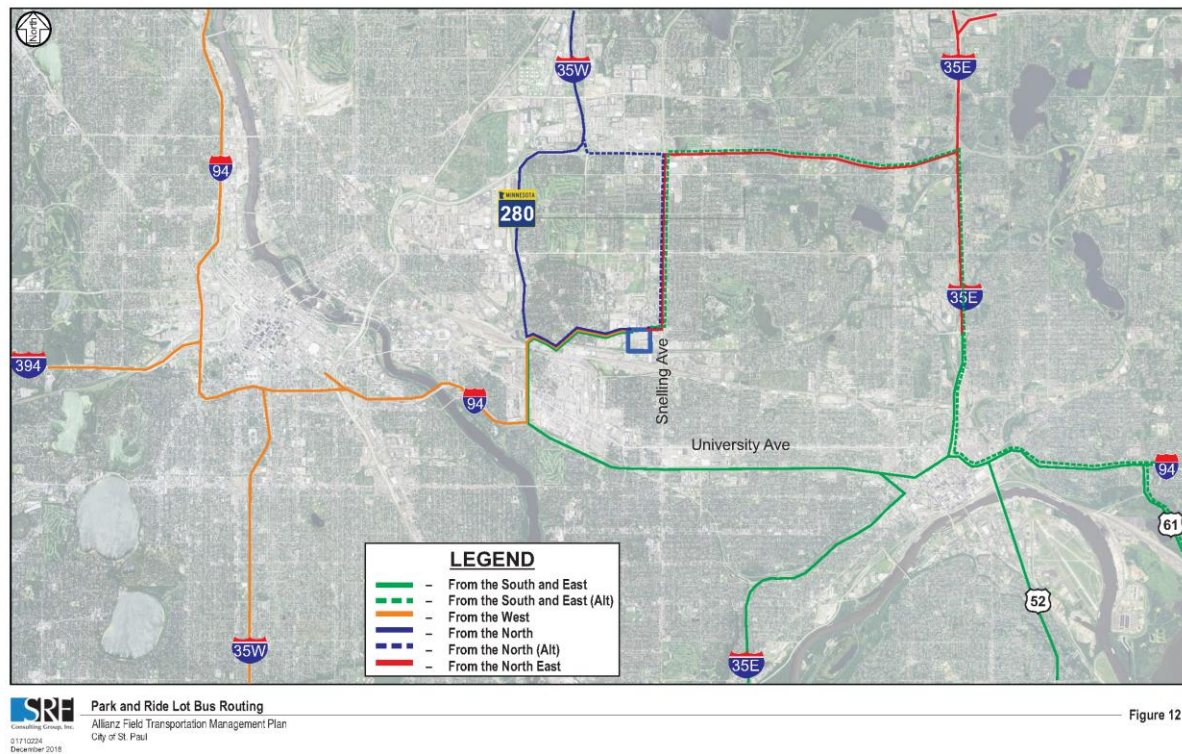 North
35W
35E
94
MINNESOTA
280
35E
394
Snelling Ave
94
University Ave
94
61
52
35W
35E
LEGEND
– From the South and East
– From the South and East (Alt)
– From the West
– From the North
– From the North (Alt)
– From the North East
SRF
Consulting Group, Inc.
01710224
December 2018
Park and Ride Lot Bus Routing
Allianz Field Transportation Management Plan
City of St. Paul
Figure 12